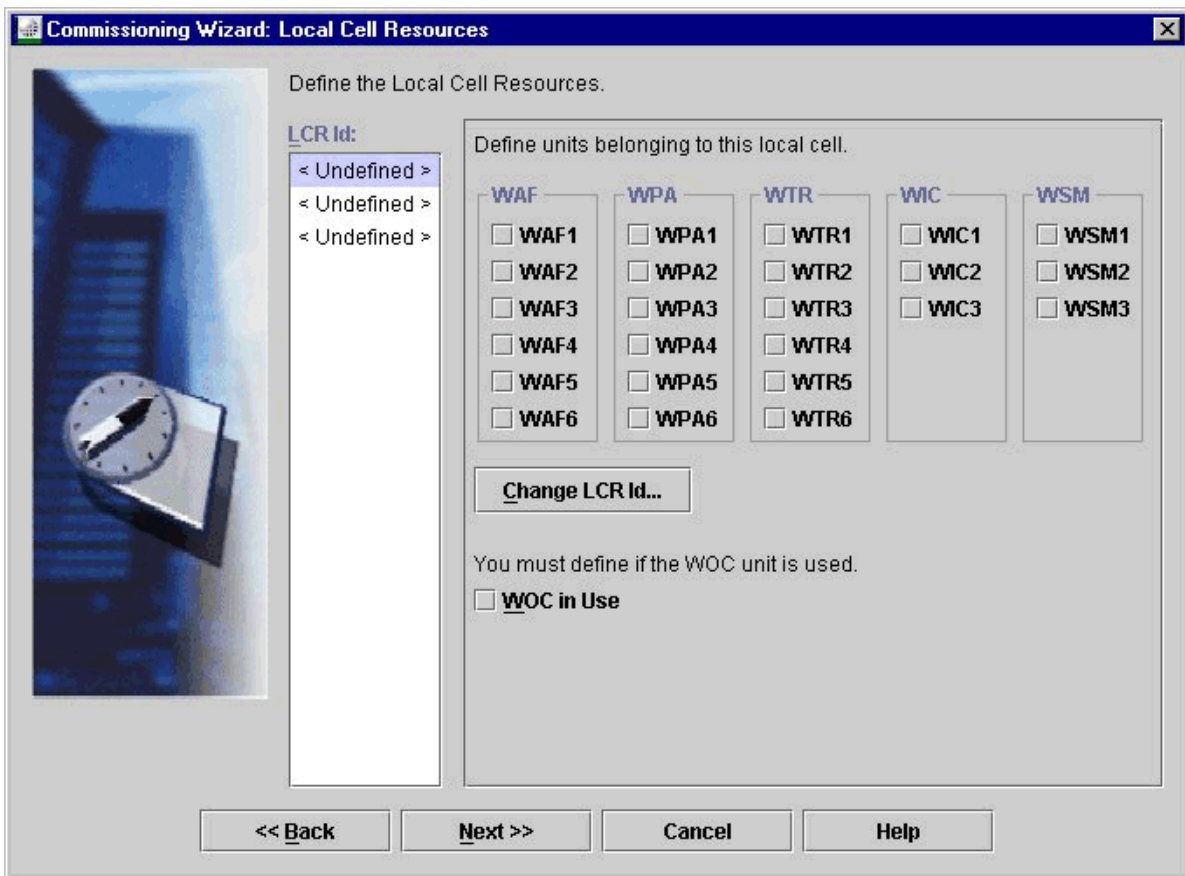 Commissioning Wizard: Local Cell Resources
Define the Local Cell Resources.
LCR Id:
< Undefined >
< Undefined >
< Undefined >
Define units belonging to this local cell.
WAF
WAF1
WAF2
WAF3
WAF4
WAF5
WAF6
WPA
WPA1
WPA2
WPA3
WPA4
WPA5
WPA6
WTR
WTR1
WTR2
WTR3
WTR4
WTR5
WTR6
WIC
WIC1
WIC2
WIC3
WSM
WSM1
WSM2
WSM3
Change LCR Id...
You must define if the WOC unit is used.
WOC in Use
<< Back
Next >>
Cancel
Help